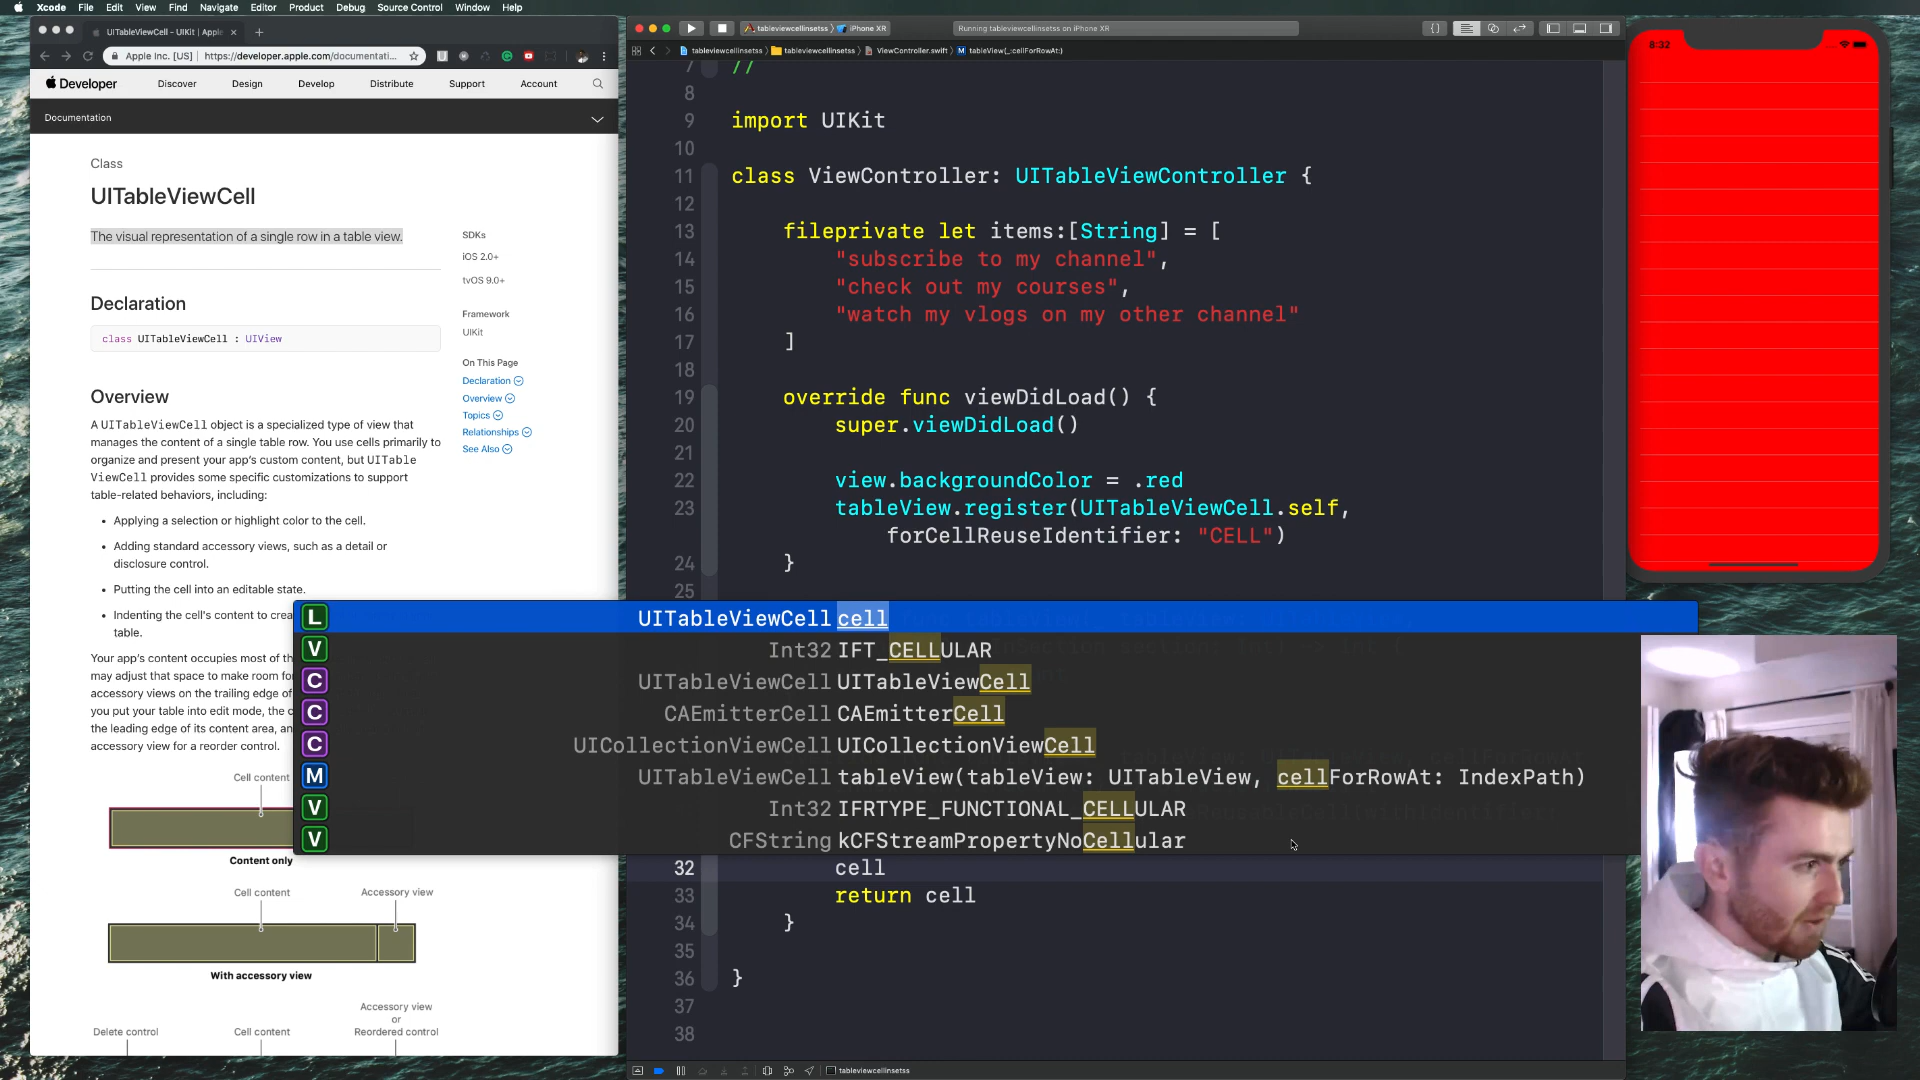 Xcode File Edit View Find Navigate Editor Product Debug Source Control Window Help
UITableViewCell - UIKit | Apple
Apple Inc. [US] | https://developer.apple.com/documentati...
Developer Discover Design Develop Distribute Support Account
Documentation
Class
UITableViewCell
The visual representation of a single row in a table view.
SDKs
iOS 2.0+
tvOS 9.0+
Framework
UIKit
On This Page
Declaration
Overview
Topics
Relationships
See Also
Declaration
class UITableViewCell : UIView
Overview
A UITableViewCell object is a specialized type of view that
manages the content of a single table row. You use cells primarily to
organize and present your app's custom content, but UITable
ViewCell provides some specific customizations to support
table-related behaviors, including:
• Applying a selection or highlight color to the cell.
• Adding standard accessory views, such as a detail or
disclosure control.
• Putting the cell into an editable state.
• Indenting the cell's content to crea
table.
Your app's content occupies most of th
may adjust that space to make room for
accessory views on the trailing edge of
you put your table into edit mode, the c
the leading edge of its content area, an
accessory view for a reorder control.
Cell content
Content only
Cell content Accessory view
With accessory view
Accessory view
or
Delete control Cell content Reordered control
tableviewcellinsetss iPhone XR
Running tableviewcellinsetss on iPhone XR
tableviewcellinsetss tableviewcellinsetss ViewController.swift M tableView(_:cellForRowAt:)
7 //
8
9 import UIKit
10
11 class ViewController: UITableViewController {
12
13 fileprivate let items:[String] = [
14 "subscribe to my channel",
15 "check out my courses",
16 "watch my vlogs on my other channel"
17 ]
18
19 override func viewDidLoad() {
20 super.viewDidLoad()
21
22 view.backgroundColor = .red
23 tableView.register(UITableViewCell.self,
forCellReuseIdentifier: "CELL")
24 }
25
L UITableViewCell cell
V Int32 IFT_CELLULAR
C UITableViewCell UITableViewCell
C CAEmitterCell CAEmitterCell
C UICollectionViewCell UICollectionViewCell
M UITableViewCell tableView(tableView: UITableView, cellForRowAt: IndexPath)
V Int32 IFRTYPE_FUNCTIONAL_CELLULAR
V CFString kCFStreamPropertyNoCellular
32 cell
33 return cell
34 }
35
36 }
37
38
tableviewcellinsetss
8:32